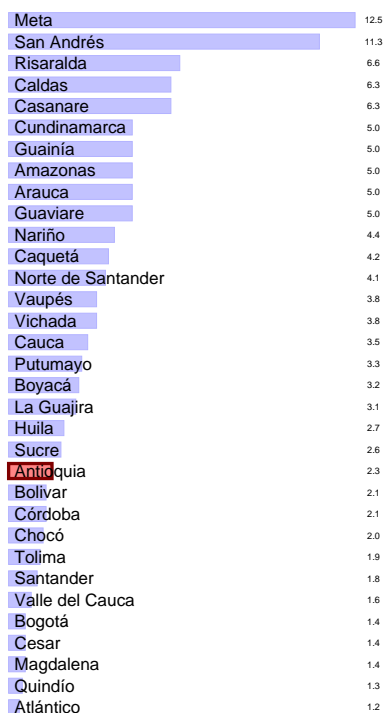 Meta 12.5
San Andrés 11.3
Risaralda 6.6
Caldas 6.3
Casanare 6.3
Cundinamarca 5.0
Guainía 5.0
Amazonas 5.0
Arauca 5.0
Guaviare 5.0
Nariño 4.4
Caquetá 4.2
Norte de Santander 4.1
Vaupés 3.8
Vichada 3.8
Cauca 3.5
Putumayo 3.3
Boyacá 3.2
La Guajira 3.1
Huila 2.7
Sucre 2.6
Antioquia 2.3
Bolivar 2.1
Córdoba 2.1
Chocó 2.0
Tolima 1.9
Santander 1.8
Valle del Cauca 1.6
Bogotá 1.4
Cesar 1.4
Magdalena 1.4
Quindío 1.3
Atlántico 1.2